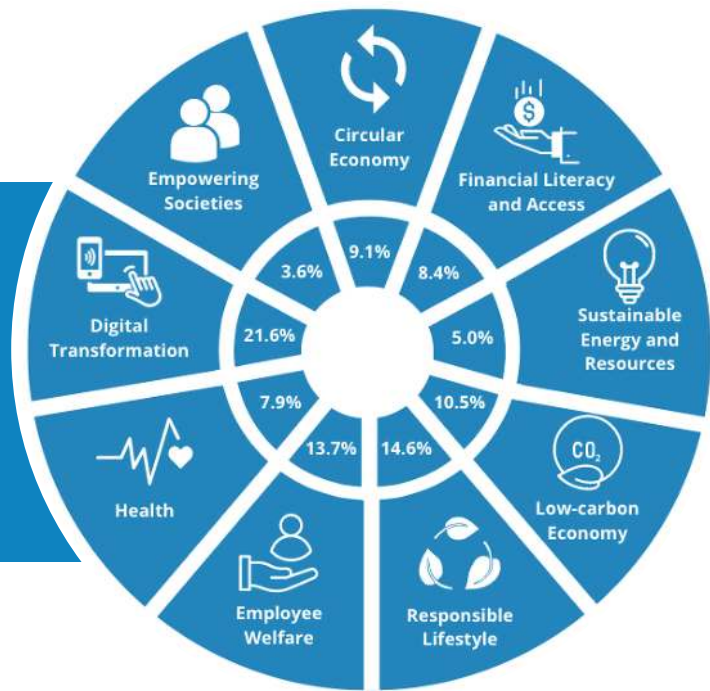 Circular
Economy
9.1%
Financial Literacy
and Access
8.4%
$
Sustainable
Energy and
Resources
5.0%
Low-carbon
Economy
10.5%
CO₂
Responsible
Lifestyle
14.6%
Employee
Welfare
13.7%
Health
7.9%
Digital
Transformation
21.6%
Empowering
Societies
3.6%